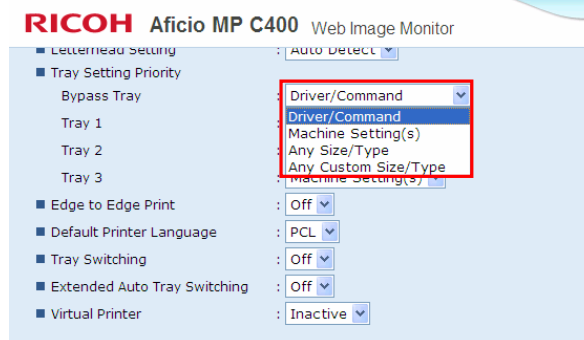 RICOH Aficio MP C400 Web Image Monitor
Letterhead Setting : Auto Detect
Tray Setting Priority
Bypass Tray : Driver/Command
Driver/Command
Tray 1 :
Machine Setting(s)
Tray 2 :
Any Size/Type
Any Custom Size/Type
Tray 3 : Machine Setting(s)
Edge to Edge Print : Off
Default Printer Language : PCL
Tray Switching : Off
Extended Auto Tray Switching : Off
Virtual Printer : Inactive